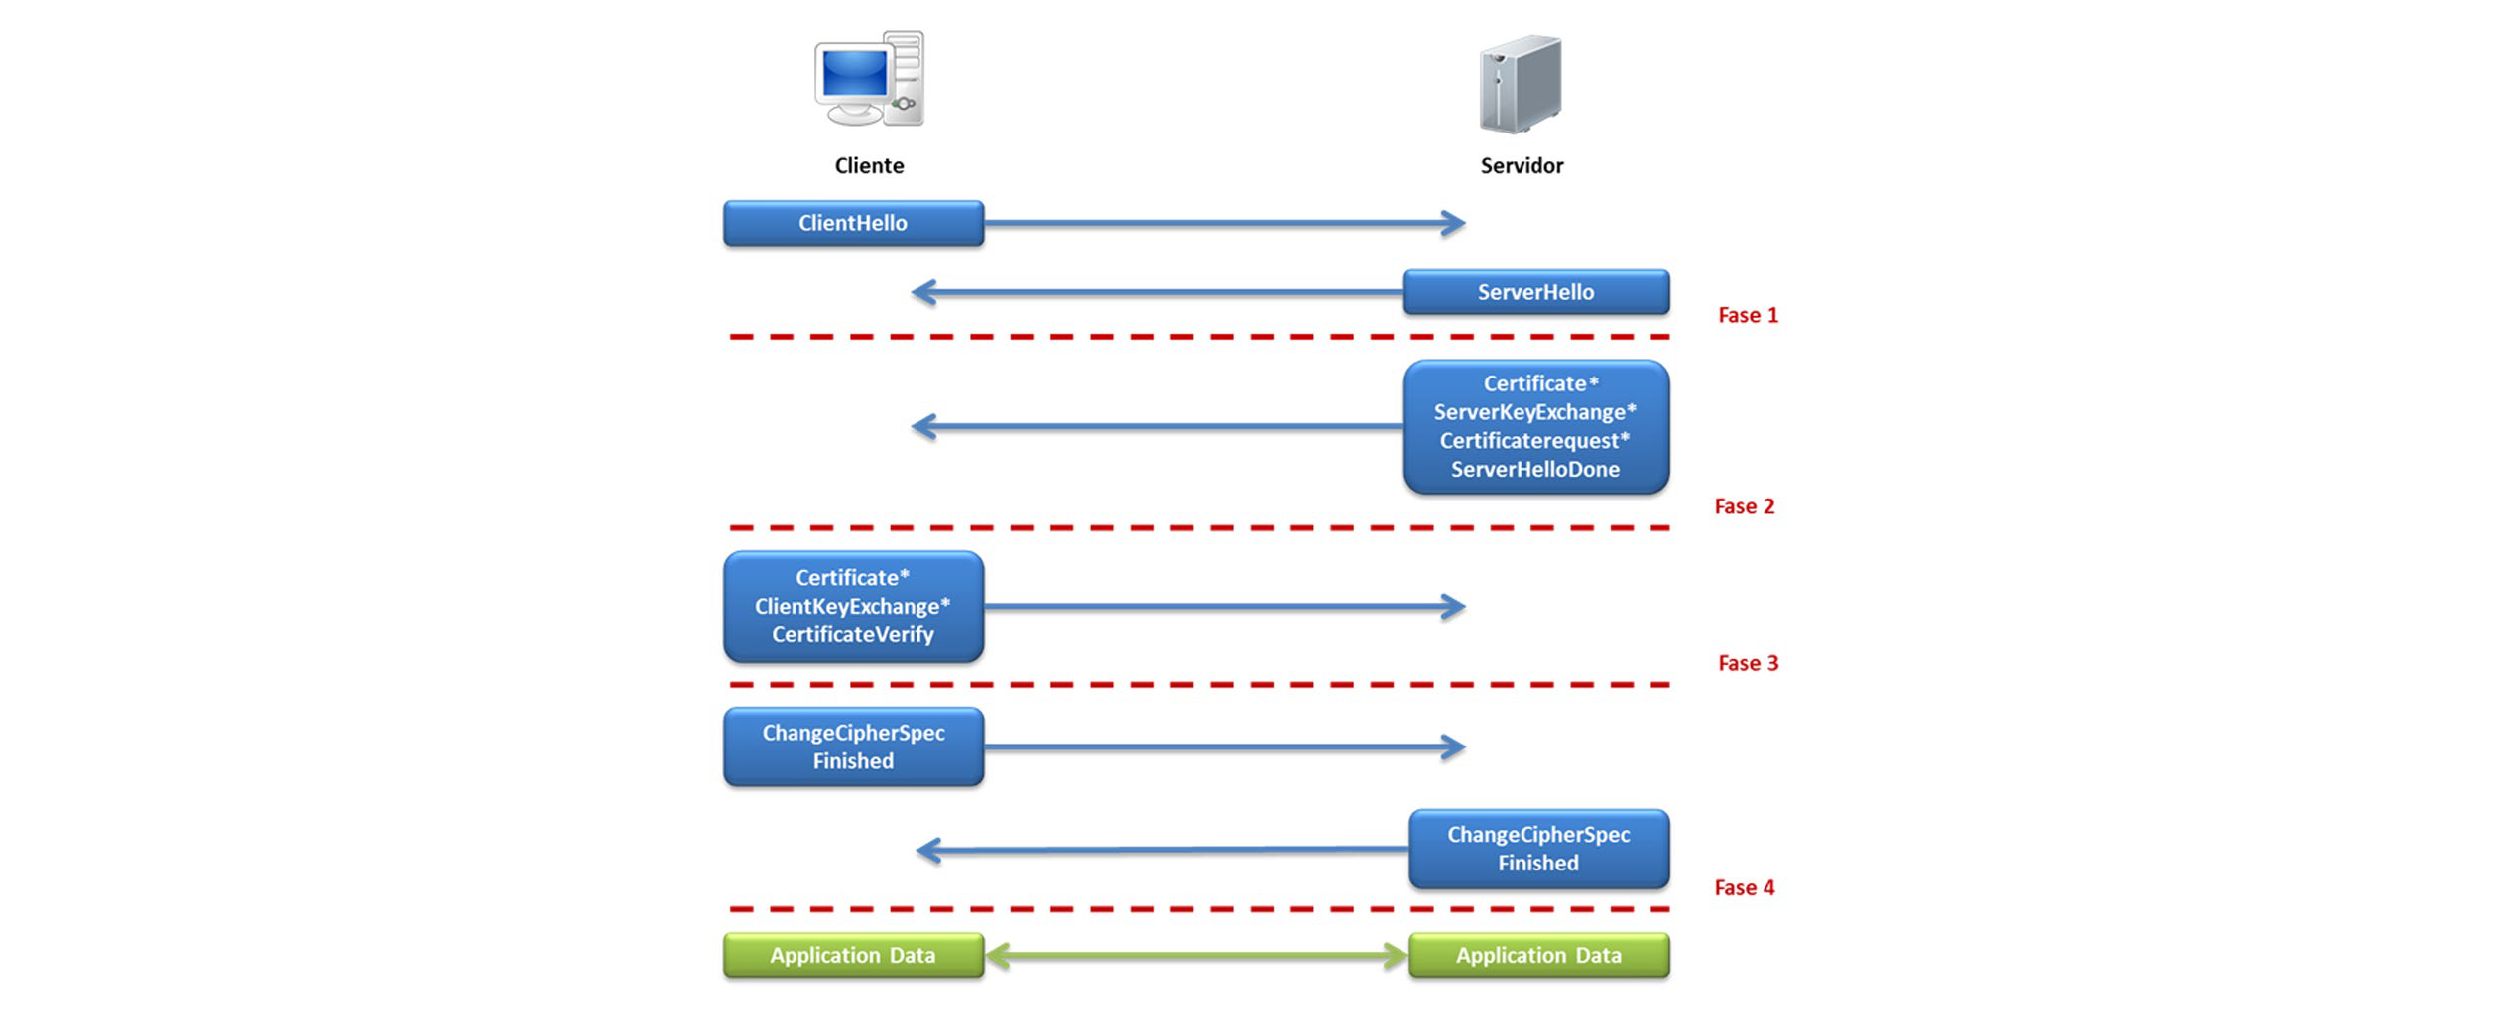 Cliente
Servidor
ClientHello
ServerHello
Fase 1
Certificate*
ServerKeyExchange*
Certificaterequest*
ServerHelloDone
Fase 2
Certificate*
ClientKeyExchange*
CertificateVerify
Fase 3
ChangeCipherSpec
Finished
ChangeCipherSpec
Finished
Fase 4
Application Data
Application Data